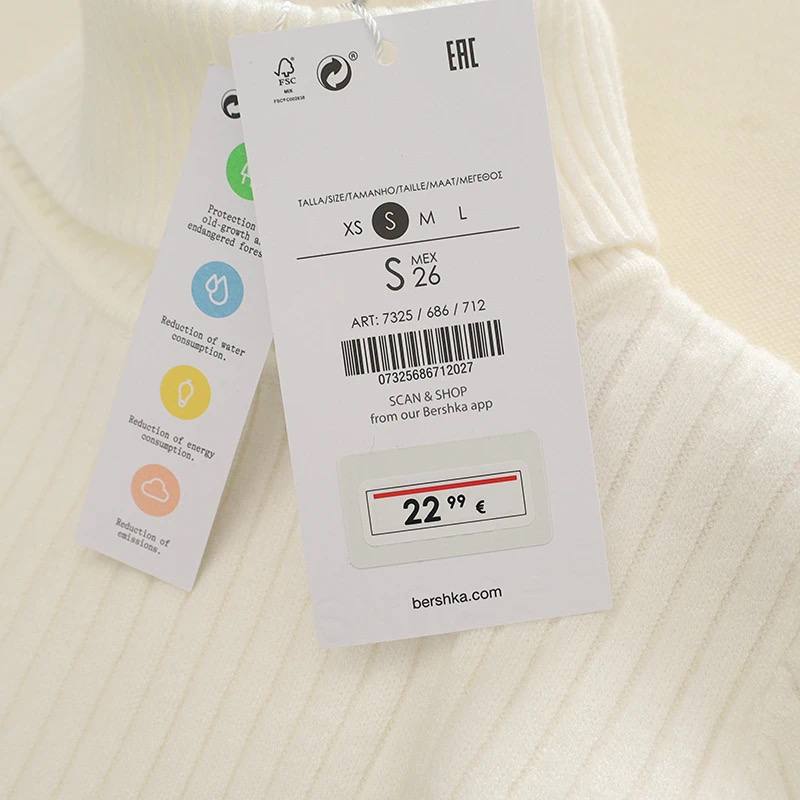 FSC
MIX
FSC® C002638
®
EAC
TALLA/SIZE/TAMANHO/TAILLE/MAAT/ΜΕΓΕΘΟΣ
XS S M L
S MEX 26
ART: 7325 / 686 / 712
07325686712027
SCAN & SHOP
from our Bershka app
22 99 €
bershka.com
Protection
old-growth
endangered
Reduction of water
consumption.
Reduction of energy
consumption.
Reduction of
emissions.